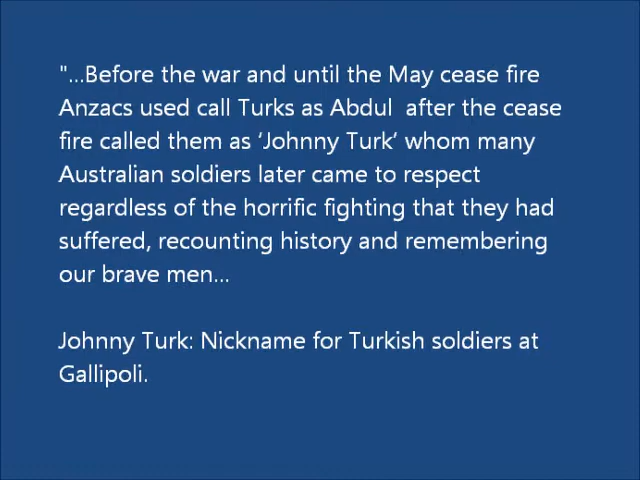 "...Before the war and until the May cease fire
Anzacs used call Turks as Abdul  after the cease
fire called them as ‘Johnny Turk’ whom many
Australian soldiers later came to respect
regardless of the horrific fighting that they had
suffered, recounting history and remembering
our brave men...
Johnny Turk: Nickname for Turkish soldiers at
Gallipoli.